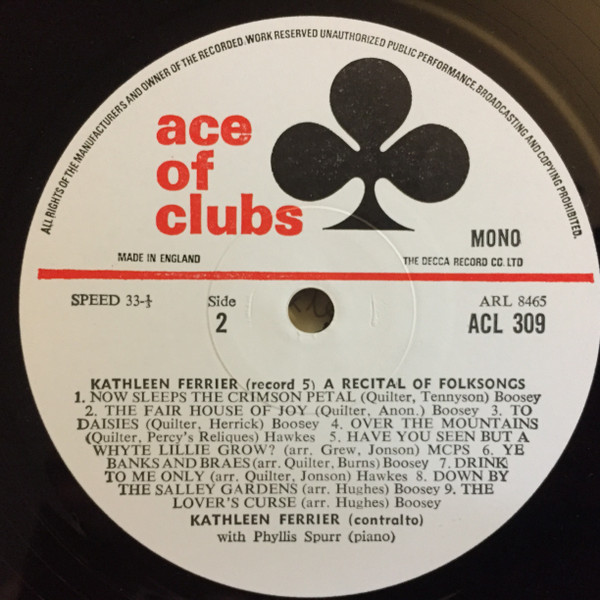 ALL RIGHTS OF THE MANUFACTURERS AND OWNER OF THE RECORDED WORK RESERVED UNAUTHORIZED PUBLIC PERFORMANCE, BROADCASTING AND COPYING PROHIBITED.
ace
of
clubs
MONO
MADE IN ENGLAND
THE DECCA RECORD CO. LTD
SPEED 33-⅓
Side
2
ARL 8465
ACL 309
KATHLEEN FERRIER (record 5) A RECITAL OF FOLKSONGS
1. NOW SLEEPS THE CRIMSON PETAL (Quilter, Tennyson) Boosey
2. THE FAIR HOUSE OF JOY (Quilter, Anon.) Boosey 3. TO
DAISIES (Quilter, Herrick) Boosey 4. OVER THE MOUNTAINS
(Quilter, Percy's Reliques) Hawkes 5. HAVE YOU SEEN BUT A
WHYTE LILLIE GROW? (arr. Grew, Jonson) MCPS 6. YE
BANKS AND BRAES (arr. Quilter, Burns) Boosey 7. DRINK
TO ME ONLY (arr. Quilter, Jonson) Hawkes 8. DOWN BY
THE SALLEY GARDENS (arr. Hughes) Boosey 9. THE
LOVER'S CURSE (arr. Hughes) Boosey
KATHLEEN FERRIER (contralto)
with Phyllis Spurr (piano)